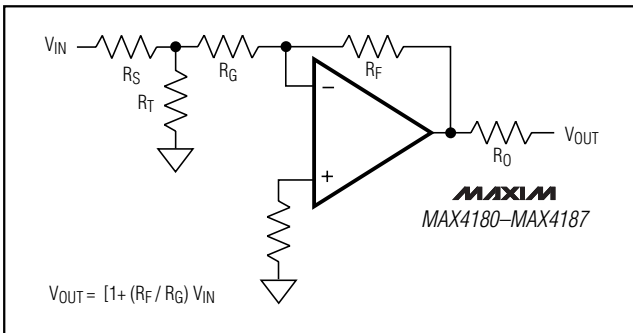 VIN
RS
RG
RF
RT
−
+
RO
VOUT
MAXIM
MAX4180–MAX4187
VOUT = [1+ (RF / RG) VIN